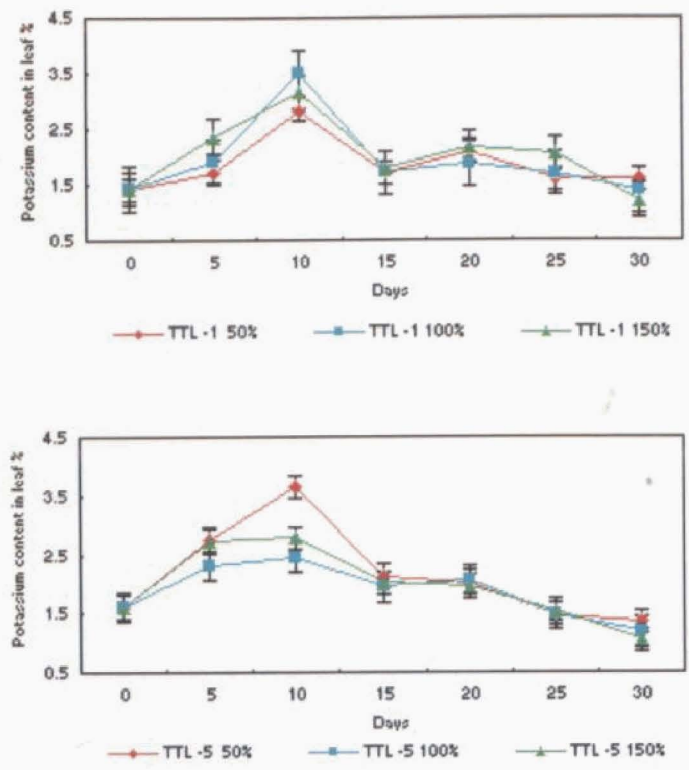 4.5
3.5
2.5
1.5
0.5
Potassium content in leaf %
0 5 10 15 20 25 30
Days
TTL -1 50% TTL -1 100% TTL -1 150%
4.5
3.5
2.5
1.5
0.5
Potassium content in leaf %
0 5 10 15 20 25 30
Days
TTL -5 50% TTL -5 100% TTL -5 150%